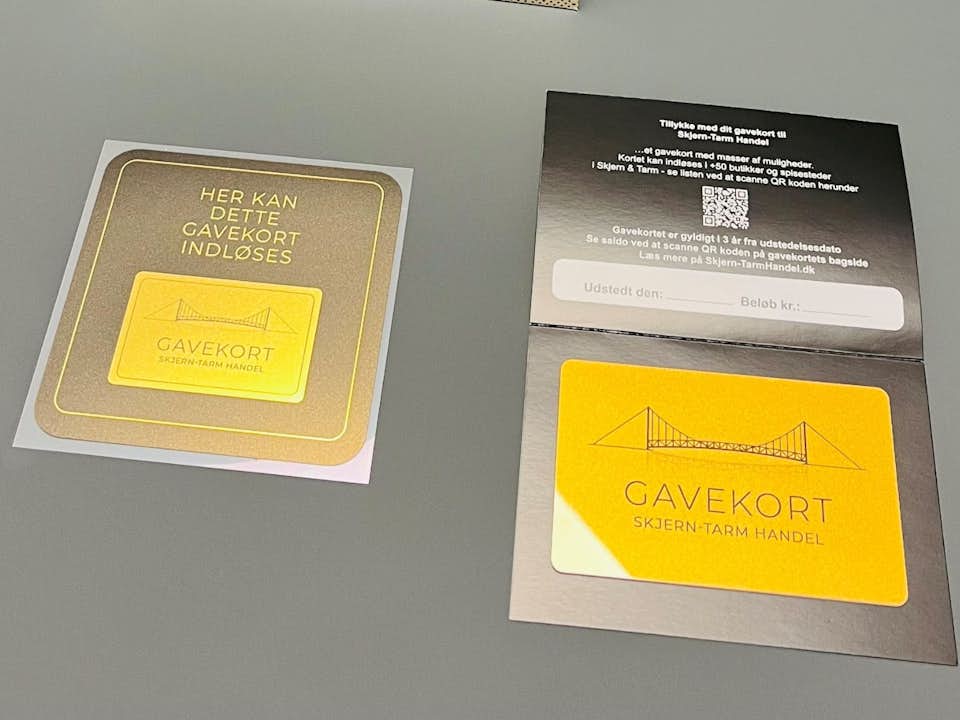 HER KAN
DETTE
GAVEKORT
INDLØSES
GAVEKORT
SKJERN-TARM HANDEL
Tillykke med dit gavekort til
Skjern-Tarm Handel
...et gavekort med masser af muligheder.
Kortet kan indløses i +50 butikker og spisesteder
i Skjern & Tarm - se listen ved at scanne QR koden herunder
Gavekortet er gyldigt i 3 år fra udstedelsesdato
Se saldo ved at scanne QR koden på gavekortets bagside
Læs mere på Skjern-TarmHandel.dk
Udstedt den: __________ Beløb kr.: __________
GAVEKORT
SKJERN-TARM HANDEL